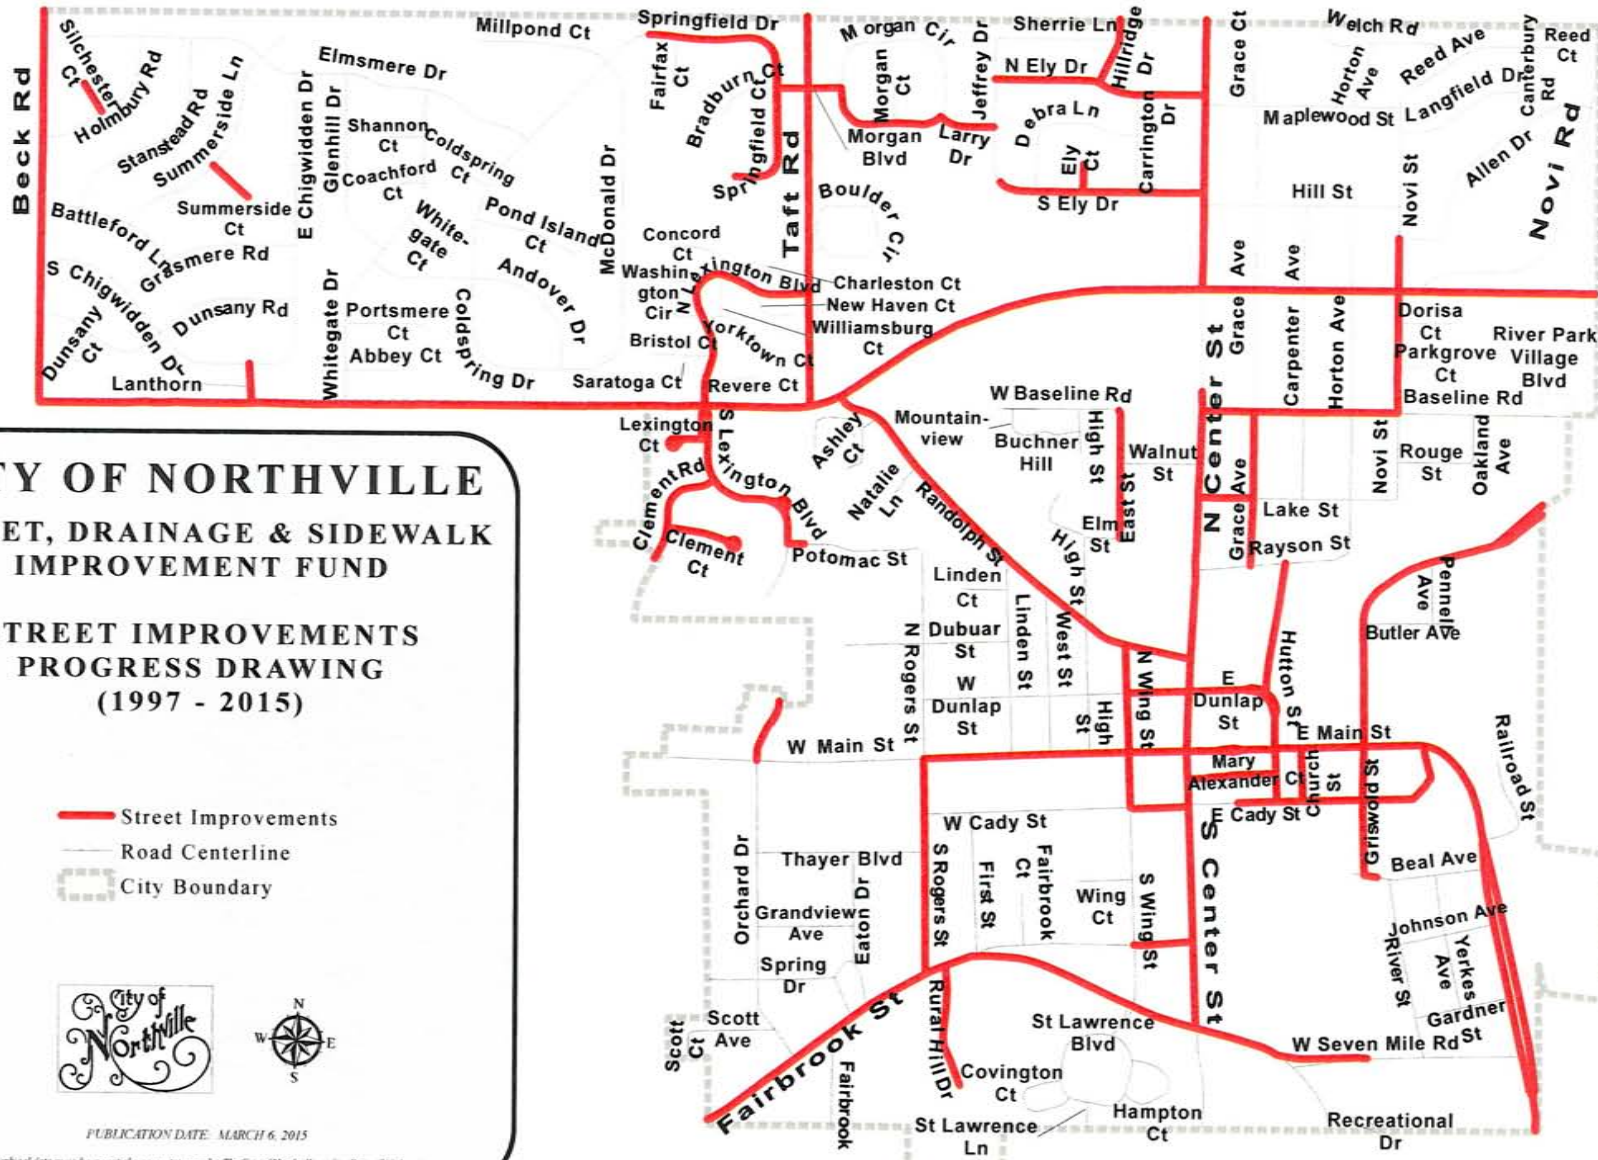 Silchester Ct
Holmbury Rd
Stanstead Rd
Summerside Ln
Elmsmere Dr
Millpond Ct
Springfield Dr
Fairfax Ct
Bradburn Ct
Springfield Ct
Morgan Cir
Morgan Ct
Jeffrey Dr
Sherrie Ln
Hillridge Dr
N Ely Dr
Grace Ct
Welch Rd
Horton Ave
Reed Ave
Langfield Dr
Canterbury Rd
Reed Ct
Beck Rd
E Chigwidden Dr
Glenhill Dr
Shannon Ct
Coldspring Ct
Coachford Ct
McDonald Dr
Taft Rd
Morgan Blvd
Larry Dr
Debra Ln
Ely Ct
Carrington Dr
Maplewood St
Allen Dr
Novi Rd
Summerside Ct
Battleford Ln
Grasmere Rd
White-
gate
Ct
Pond Island Ct
Boulder Cir
S Ely Dr
Hill St
Novi St
S Chigwidden Dr
Dunsany Rd
Dunsany Ct
Andover Dr
Concord Ct
Washin
gton
Cir
N Lexington Blvd
Charleston Ct
New Haven Ct
Williamsburg Ct
Grace Ave
Carpenter Ave
Horton Ave
Whitegate Dr
Portsmere Ct
Abbey Ct
Coldspring Dr
Bristol Ct
Yorktown Ct
Saratoga Ct
Revere Ct
Lanthorn
Dorisa Ct
Parkgrove Ct
River Park
Village
Blvd
N Center St
W Baseline Rd
Baseline Rd
Lexington Ct
S Lexington Blvd
Ashley Ct
Mountain-
view
Buchner Hill
High St
Walnut St
Novi St
Rouge St
Oakland Ave
Clement Rd
Clement Ct
Natalie Ln
Randolph St
Elm St
East St
Grace Ave
Lake St
Rayson St
Potomac St
High St
Linden Ct
Dubuar St
Linden St
West St
N Rogers St
Pennell Ave
Butler Ave
Hutton St
W Dunlap St
High St
N Wing St
E Dunlap St
W Main St
E Main St
Mary
Alexander Ct
Church St
Griswold St
Railroad St
E Cady St
W Cady St
Orchard Dr
Thayer Blvd
S Rogers St
First St
Fairbrook Ct
Wing Ct
S Wing St
S Center St
Beal Ave
Grandview Ave
Eaton Dr
Johnson Ave
River St
Yerkes Ave
Gardner St
Spring Dr
Scott Ct
Scott Ave
Fairbrook St
Rural Hill Dr
St Lawrence Blvd
W Seven Mile Rd
Covington Ct
Fairbrook
St Lawrence Ln
Hampton Ct
Recreational Dr
TY OF NORTHVILLE
ET, DRAINAGE & SIDEWALK
IMPROVEMENT FUND
TREET IMPROVEMENTS
PROGRESS DRAWING
(1997 - 2015)
Street Improvements
Road Centerline
City Boundary
City of
Northville
N
W E
S
PUBLICATION DATE: MARCH 6, 2015